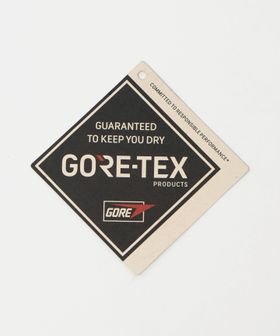 COMMITTED TO RESPONSIBLE PERFORMANCE*
GUARANTEED
TO KEEP YOU DRY
GORE-TEX
PRODUCTS
GORE